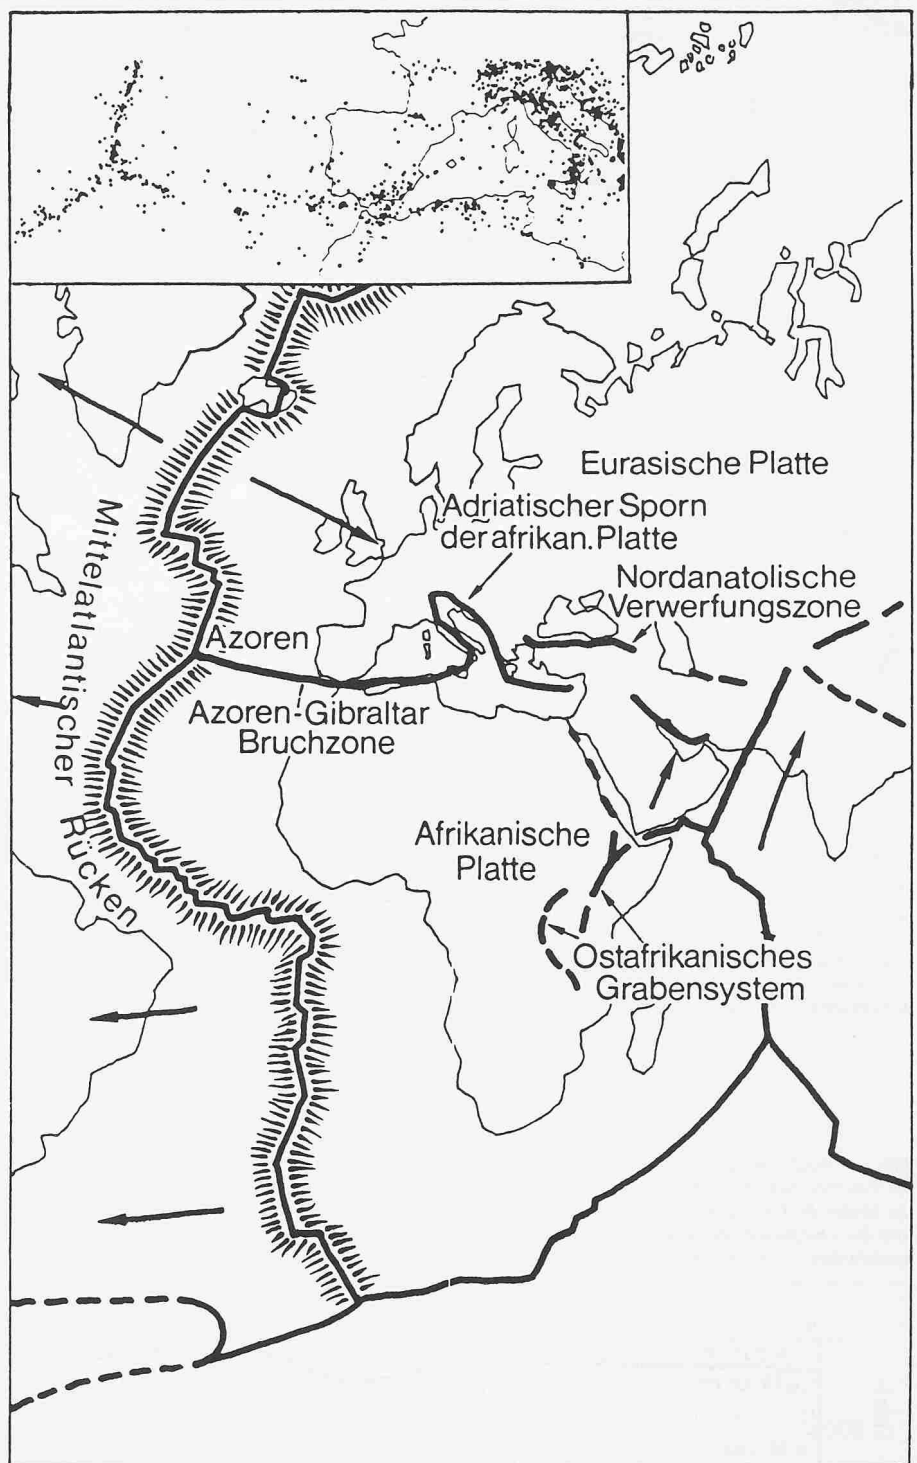 Eurasische Platte
Adriatischer Sporn
der afrikan. Platte
Nordanatolische
Verwerfungszone
Mittelatlantischer Rücken
Azoren
Azoren-Gibraltar
Bruchzone
Afrikanische
Platte
Ostafrikanisches
Grabensystem